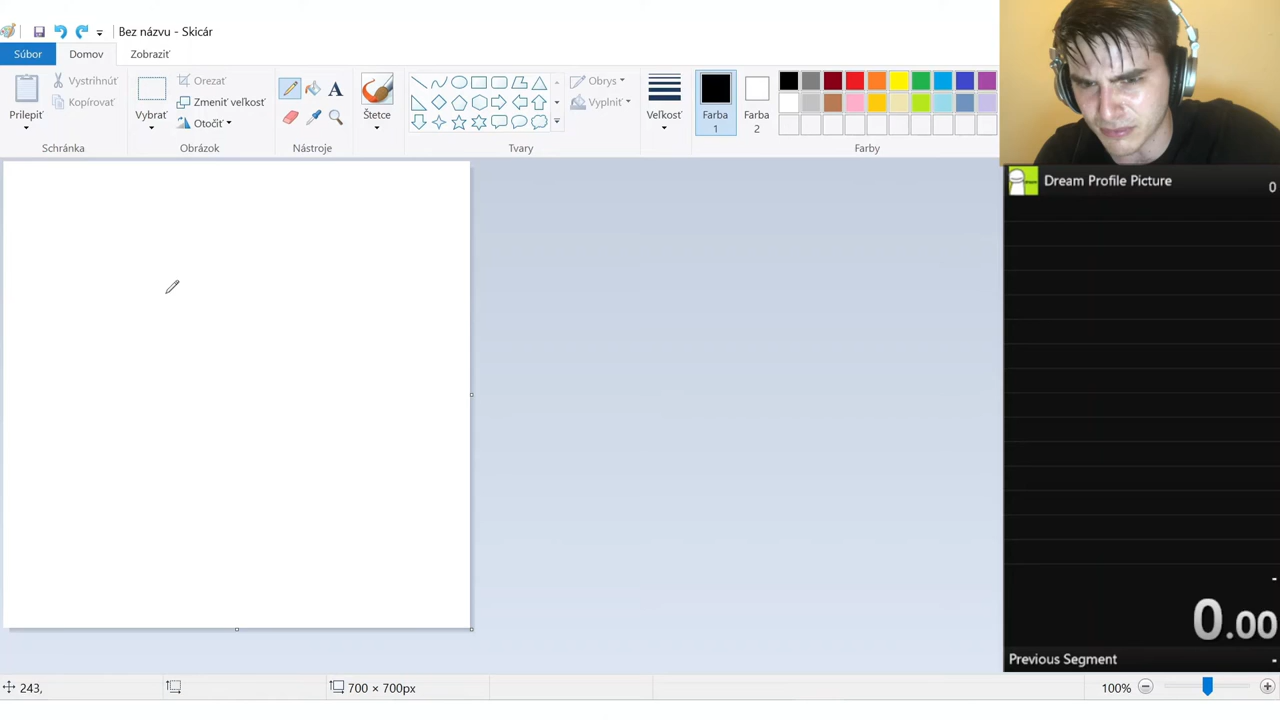 Bez názvu - Skicár
Súbor Domov Zobraziť
Prilepiť
Vystrihnúť
Kopírovať
Schránka
Vybrať
Orezať
Zmeniť veľkosť
Otočiť
Obrázok
A
Nástroje
Štetce
Obrys
Vyplniť
Tvary
Veľkosť
Farba
1
Farba
2
Farby
Dream Profile Picture 0
-
0.00
Previous Segment -
243,
700 × 700px
100%